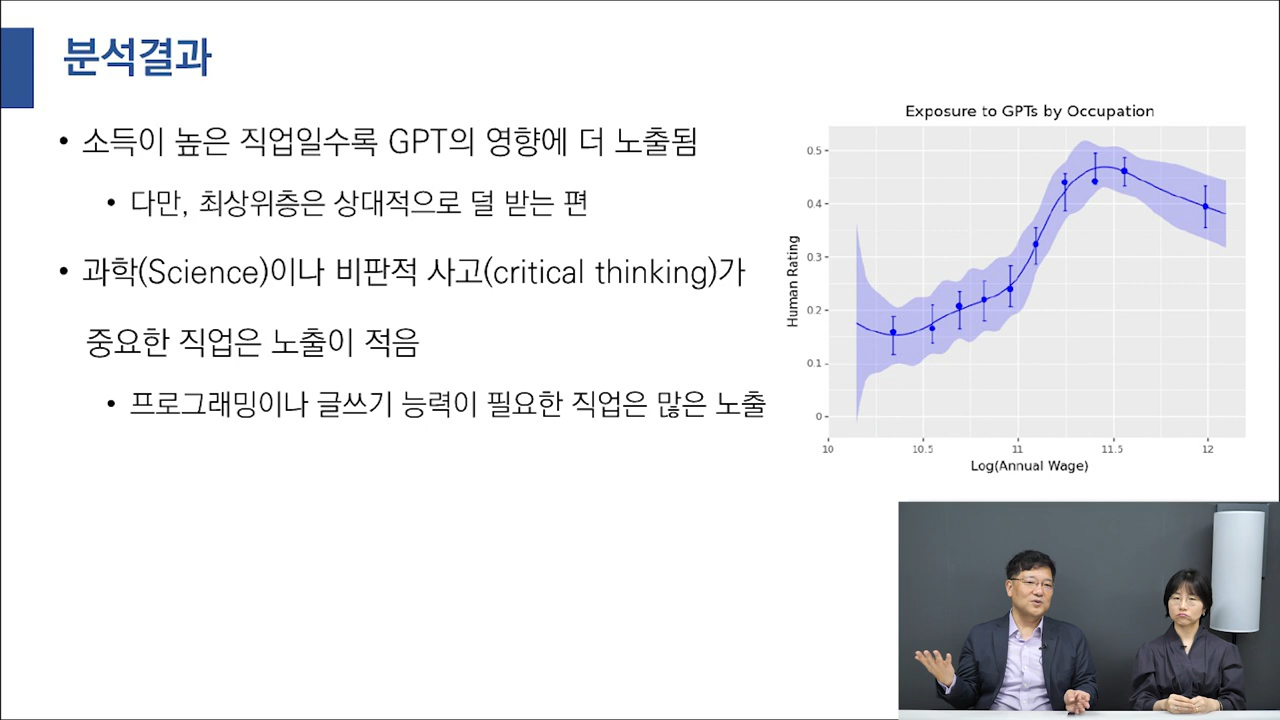 분석결과
• 소득이 높은 직업일수록 GPT의 영향에 더 노출됨
• 다만, 최상위층은 상대적으로 덜 받는 편
• 과학(Science)이나 비판적 사고(critical thinking)가
중요한 직업은 노출이 적음
• 프로그래밍이나 글쓰기 능력이 필요한 직업은 많은 노출
Exposure to GPTs by Occupation
Human Rating
0.5
0.4
0.3
0.2
0.1
0
10
10.5
11
11.5
12
Log(Annual Wage)